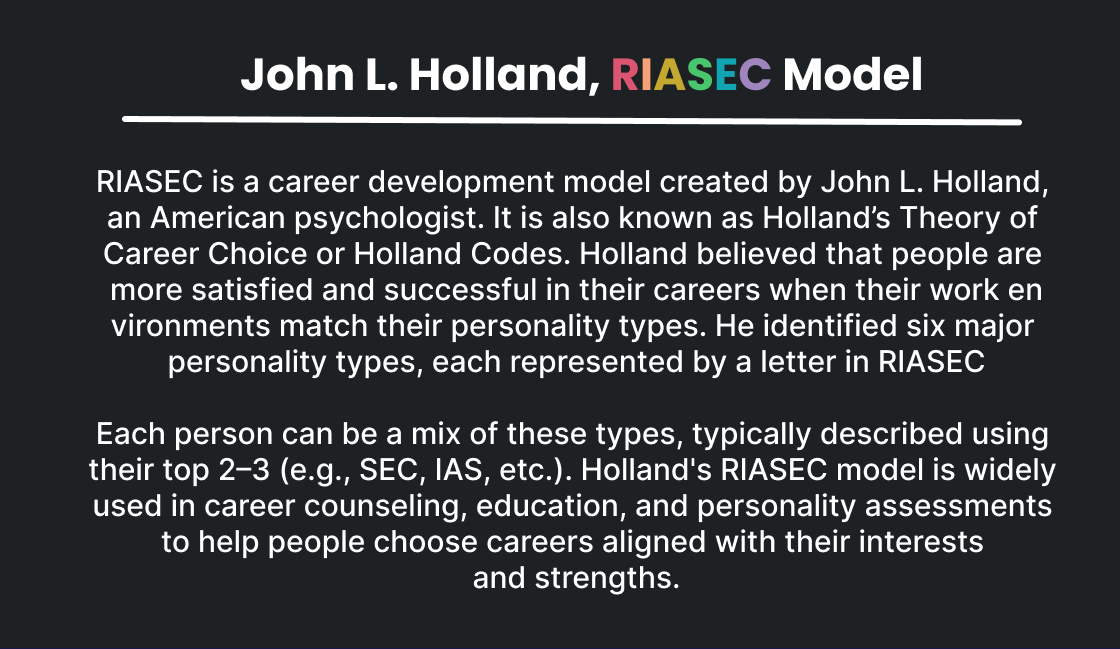 John L. Holland, RIASEC Model
RIASEC is a career development model created by John L. Holland,
an American psychologist. It is also known as Holland’s Theory of
Career Choice or Holland Codes. Holland believed that people are
more satisfied and successful in their careers when their work en
vironments match their personality types. He identified six major
personality types, each represented by a letter in RIASEC
Each person can be a mix of these types, typically described using
their top 2–3 (e.g., SEC, IAS, etc.). Holland's RIASEC model is widely
used in career counseling, education, and personality assessments
to help people choose careers aligned with their interests
and strengths.